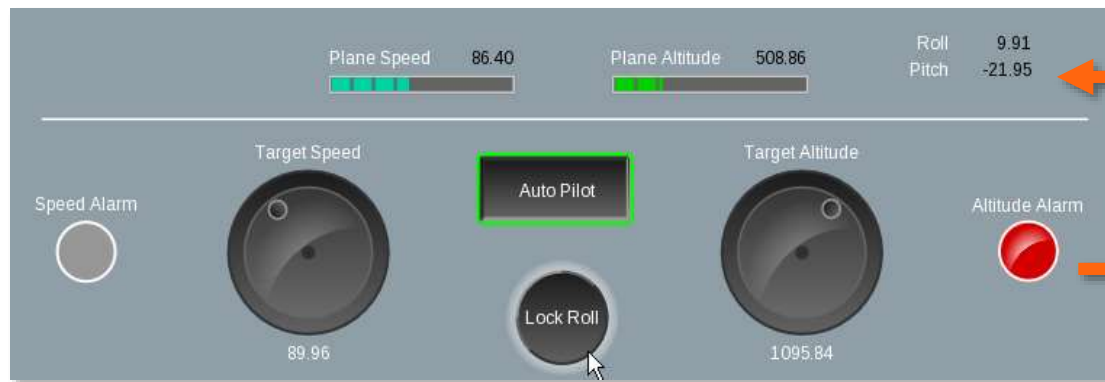 Plane Speed 86.40
Plane Altitude 508.86
Roll 9.91
Pitch -21.95
Target Speed
Target Altitude
Auto Pilot
Speed Alarm
Altitude Alarm
Lock Roll
89.96
1095.84